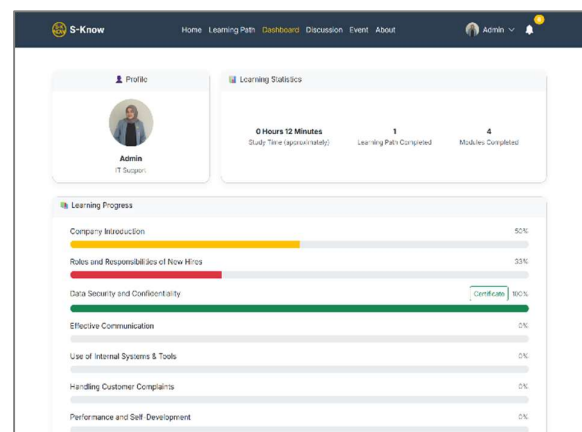 S-Know
Home Learning Path Dashboard Discussion Event About
Admin
Profile
Admin
IT Support
Learning Statistics
0 Hours 12 Minutes
Study Time (approximately)
1
Learning Path Completed
4
Modules Completed
Learning Progress
Company Introduction 50%
Roles and Responsibilities of New Hires 33%
Data Security and Confidentiality Certificate 100%
Effective Communication 0%
Use of Internal Systems & Tools 0%
Handling Customer Complaints 0%
Performance and Self-Development 0%